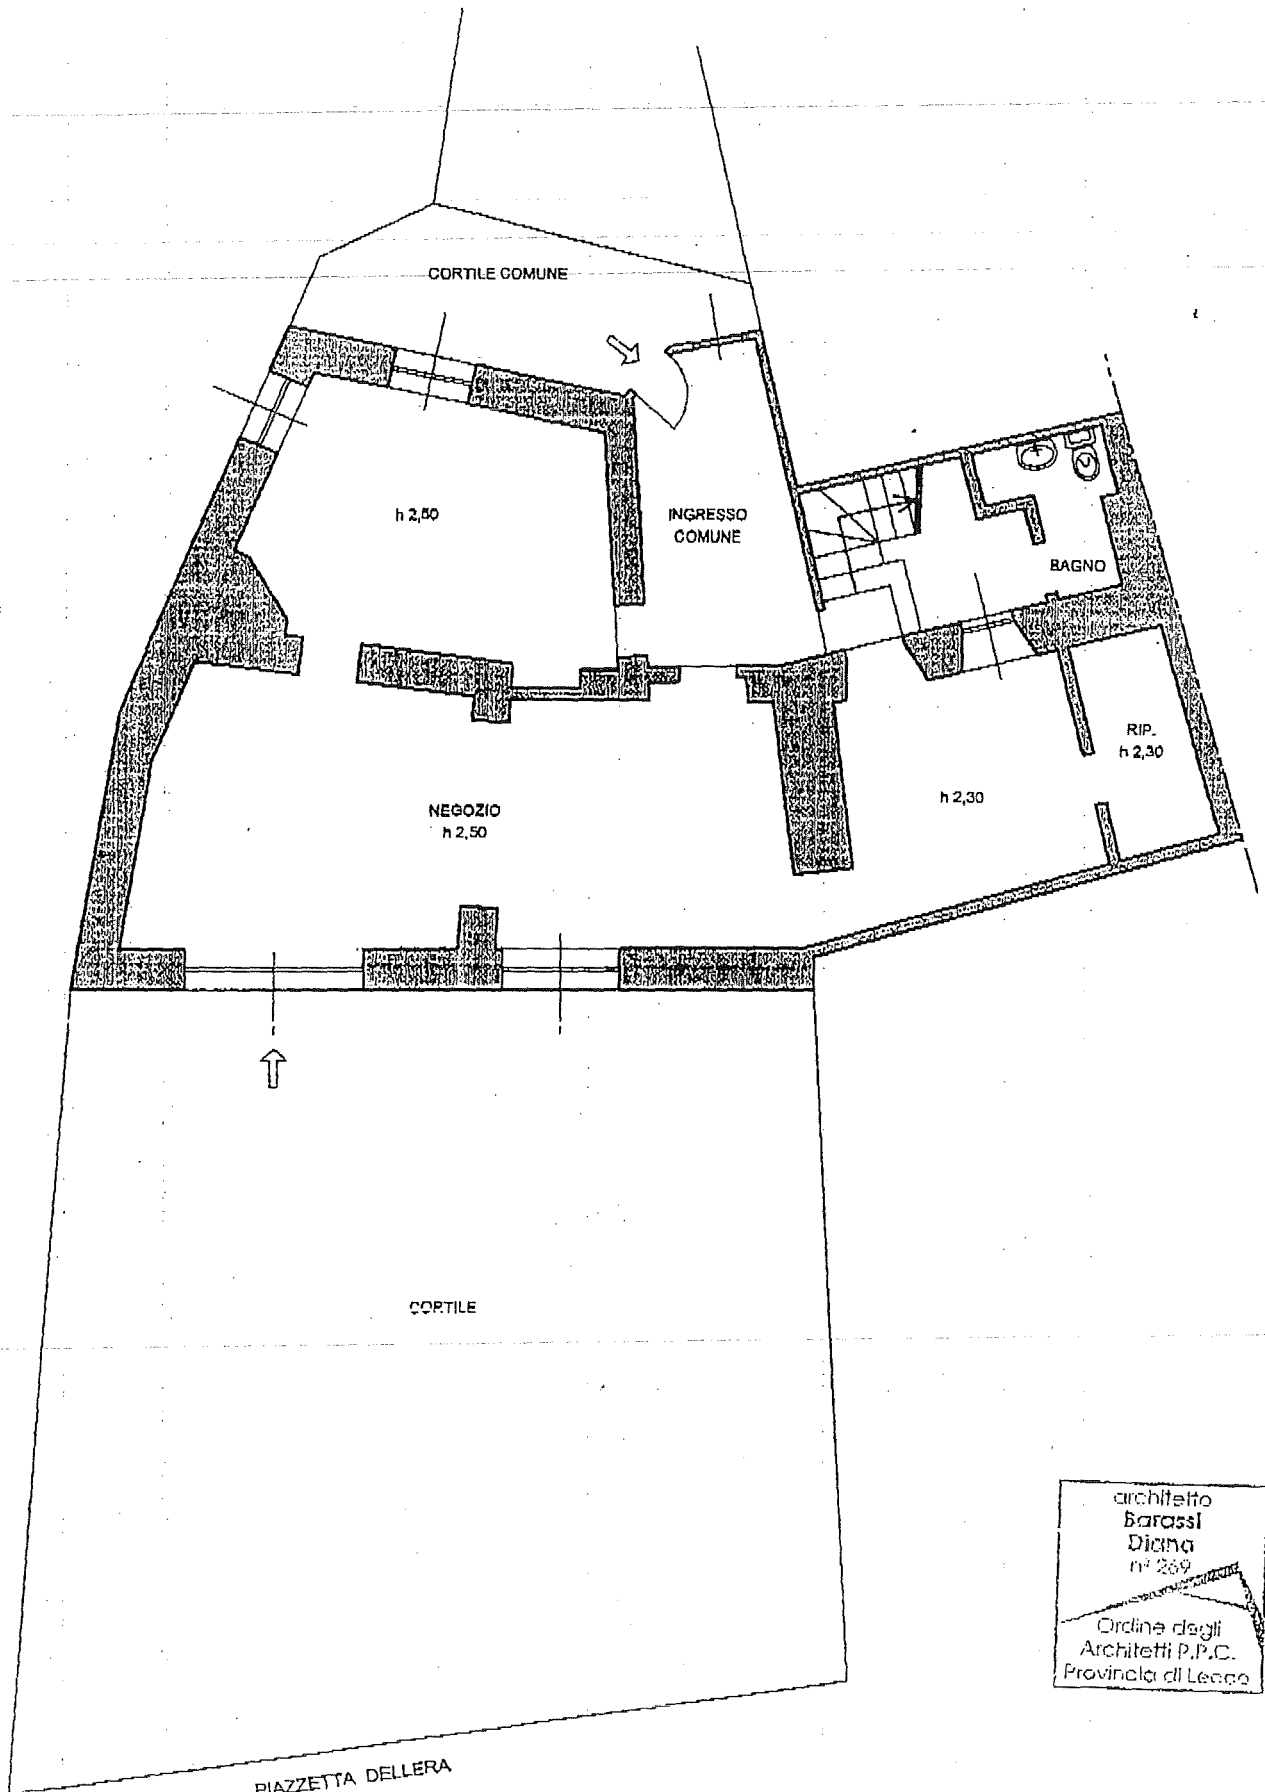 CORTILE COMUNE
h 2,50
INGRESSO
COMUNE
BAGNO
RIP.
h 2,30
h 2,30
NEGOZIO
h 2,50
CORTILE
architetto
Barassi
Diana
n° 269
Ordine degli
Architetti P.P.C.
Provincia di Lecco
PIAZZETTA DELLERA